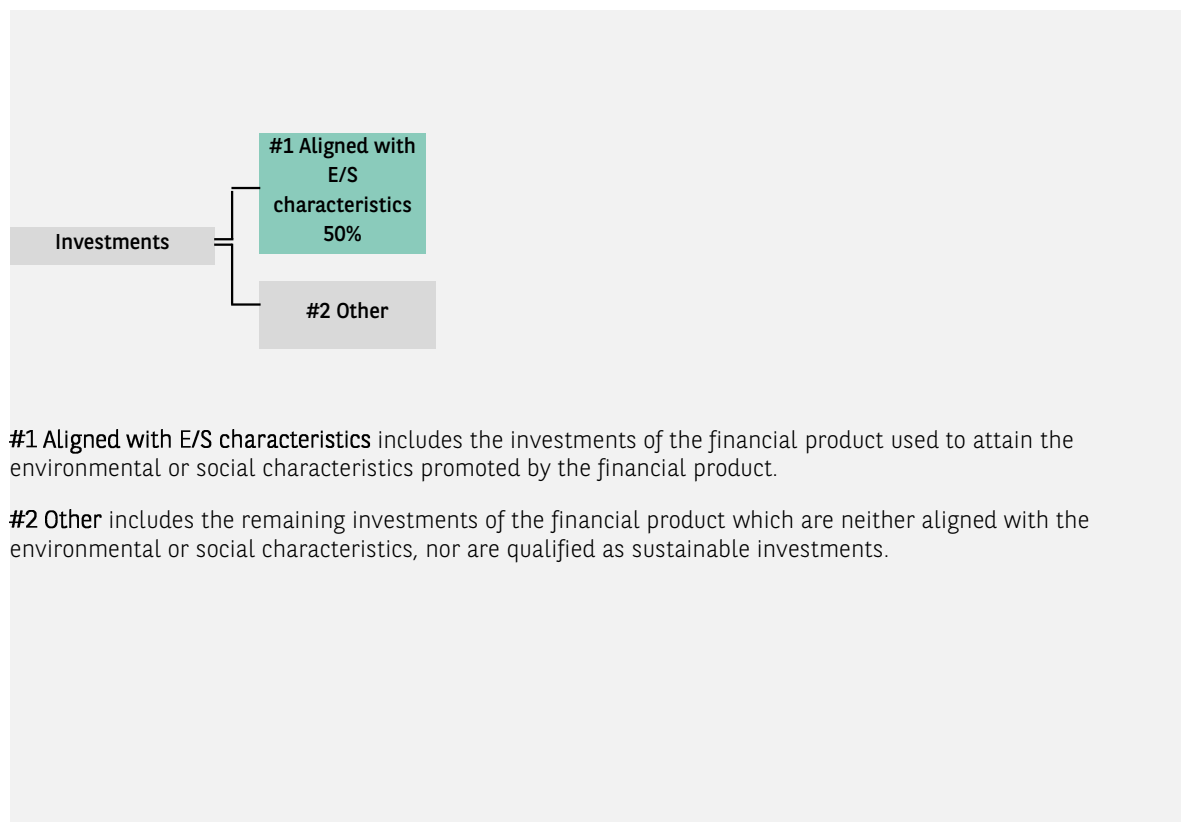 #1 Aligned with
E/S
characteristics
50%
Investments
#2 Other
#1 Aligned with E/S characteristics includes the investments of the financial product used to attain the
environmental or social characteristics promoted by the financial product.
#2 Other includes the remaining investments of the financial product which are neither aligned with the
environmental or social characteristics, nor are qualified as sustainable investments.